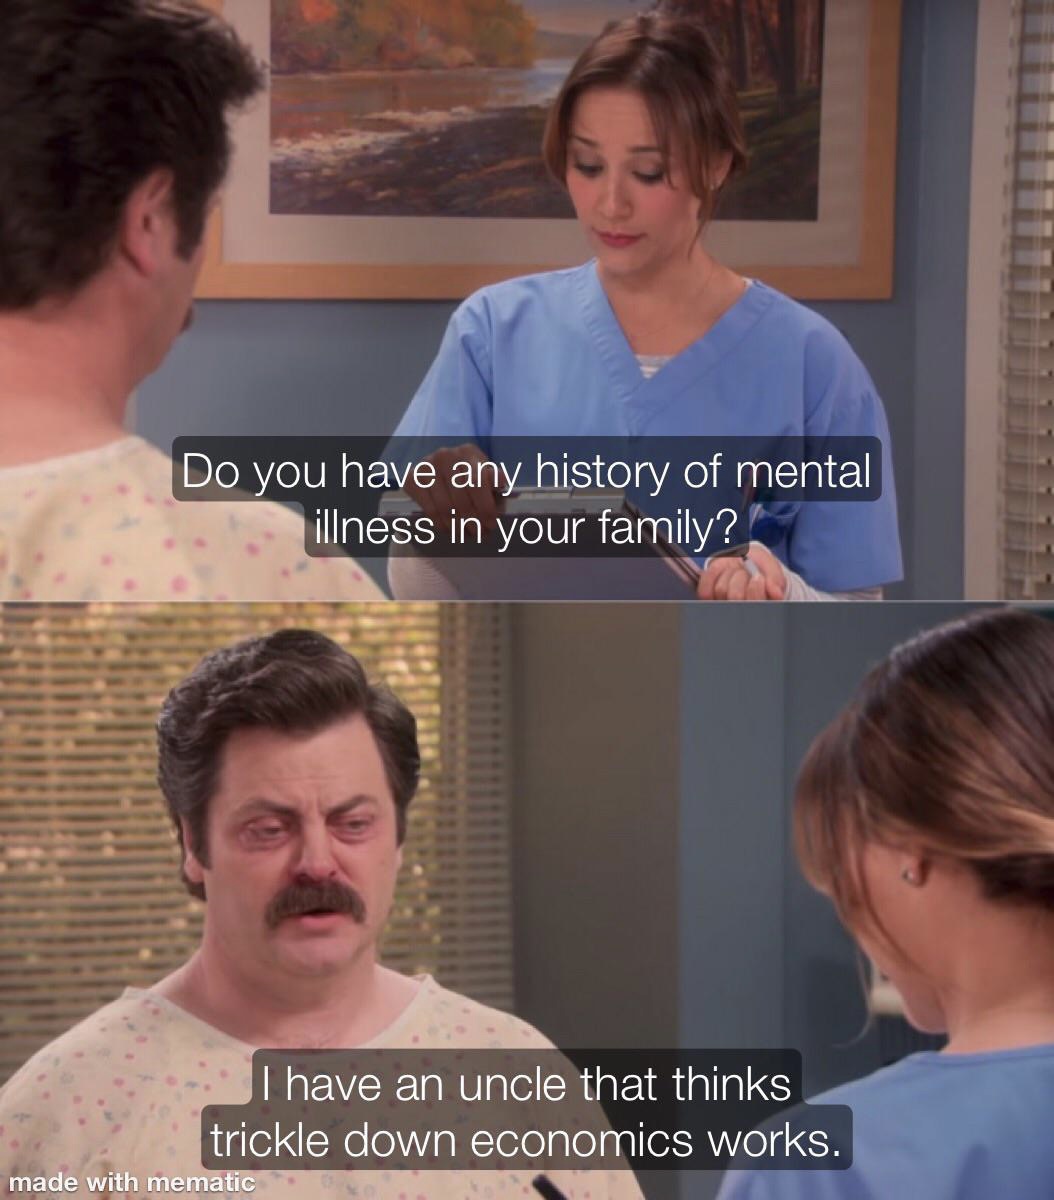 Do you have any history of mental
illness in your family?
I have an uncle that thinks
trickle down economics works.
made with mematic